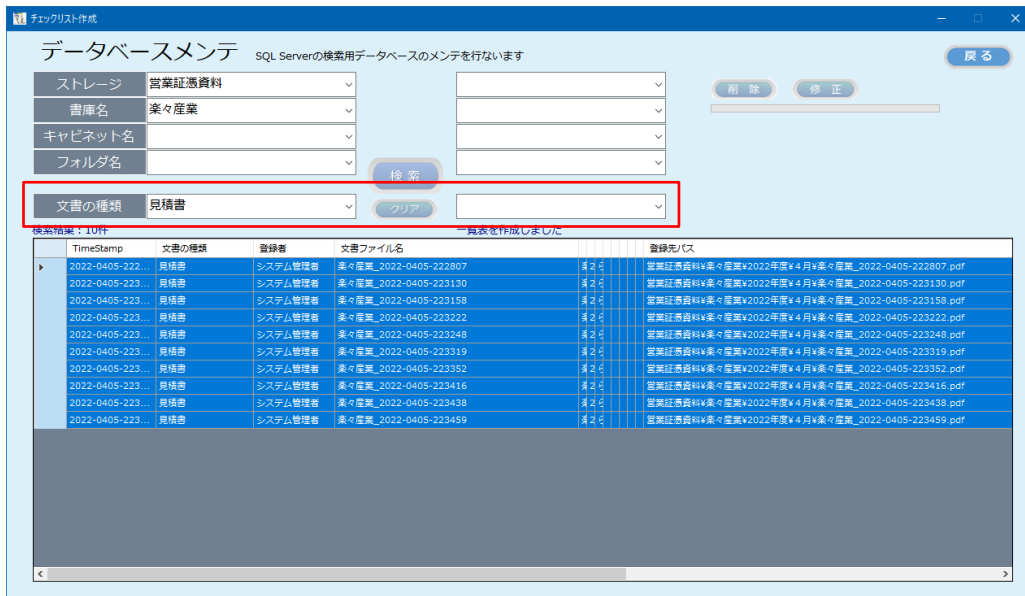 チェックリスト作成
データベースメンテ SQL Serverの検索用データベースのメンテを行ないます
戻る
ストレージ 営業証憑資料
削除 修正
書庫名 楽々産業
キャビネット名
フォルダ名
検索
文書の種類 見積書
クリア
検索結果：10件 一覧表を作成しました
TimeStamp 文書の種類 登録者 文書ファイル名 登録先パス
2022-0405-222... 見積書 システム管理者 楽々産業_2022-0405-222807 楽 2 ら 営業証憑資料¥楽々産業¥2022年度¥4月¥楽々産業_2022-0405-222807.pdf
2022-0405-223... 見積書 システム管理者 楽々産業_2022-0405-223130 楽 2 ら 営業証憑資料¥楽々産業¥2022年度¥4月¥楽々産業_2022-0405-223130.pdf
2022-0405-223... 見積書 システム管理者 楽々産業_2022-0405-223158 楽 2 ら 営業証憑資料¥楽々産業¥2022年度¥4月¥楽々産業_2022-0405-223158.pdf
2022-0405-223... 見積書 システム管理者 楽々産業_2022-0405-223222 楽 2 ら 営業証憑資料¥楽々産業¥2022年度¥4月¥楽々産業_2022-0405-223222.pdf
2022-0405-223... 見積書 システム管理者 楽々産業_2022-0405-223248 楽 2 ら 営業証憑資料¥楽々産業¥2022年度¥4月¥楽々産業_2022-0405-223248.pdf
2022-0405-223... 見積書 システム管理者 楽々産業_2022-0405-223319 楽 2 ら 営業証憑資料¥楽々産業¥2022年度¥4月¥楽々産業_2022-0405-223319.pdf
2022-0405-223... 見積書 システム管理者 楽々産業_2022-0405-223352 楽 2 ら 営業証憑資料¥楽々産業¥2022年度¥4月¥楽々産業_2022-0405-223352.pdf
2022-0405-223... 見積書 システム管理者 楽々産業_2022-0405-223416 楽 2 ら 営業証憑資料¥楽々産業¥2022年度¥4月¥楽々産業_2022-0405-223416.pdf
2022-0405-223... 見積書 システム管理者 楽々産業_2022-0405-223438 楽 2 ら 営業証憑資料¥楽々産業¥2022年度¥4月¥楽々産業_2022-0405-223438.pdf
2022-0405-223... 見積書 システム管理者 楽々産業_2022-0405-223459 楽 2 ら 営業証憑資料¥楽々産業¥2022年度¥4月¥楽々産業_2022-0405-223459.pdf